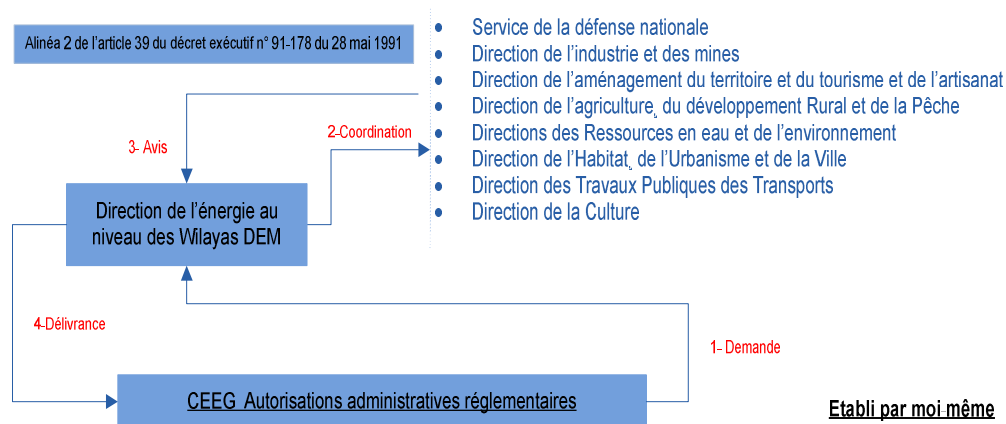 Alinéa 2 de l'article 39 du décret exécutif n° 91-178 du 28 mai 1991
• Service de la défense nationale
• Direction de l'industrie et des mines
• Direction de l'aménagement du territoire et du tourisme et de l'artisanat
• Direction de l'agriculture, du développement Rural et de la Pêche
• Directions des Ressources en eau et de l'environnement
• Direction de l'Habitat, de l'Urbanisme et de la Ville
• Direction des Travaux Publiques des Transports
• Direction de la Culture
2-Coordination
3- Avis
Direction de l'énergie au
niveau des Wilayas DEM
4-Délivrance
1- Demande
CEEG Autorisations administratives réglementaires
Etabli par moi même